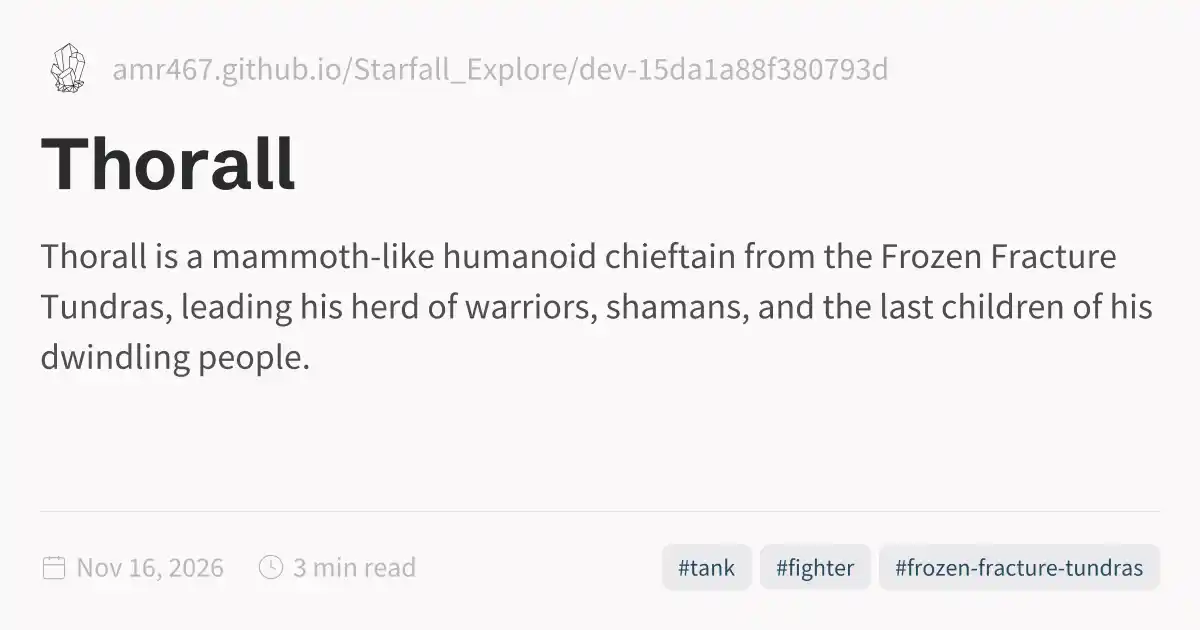 amr467.github.io/Starfall_Explore/dev-15da1a88f380793d
Thorall
Thorall is a mammoth-like humanoid chieftain from the Frozen Fracture
Tundras, leading his herd of warriors, shamans, and the last children of his
dwindling people.
Nov 16, 2026 3 min read #tank #fighter #frozen-fracture-tundras